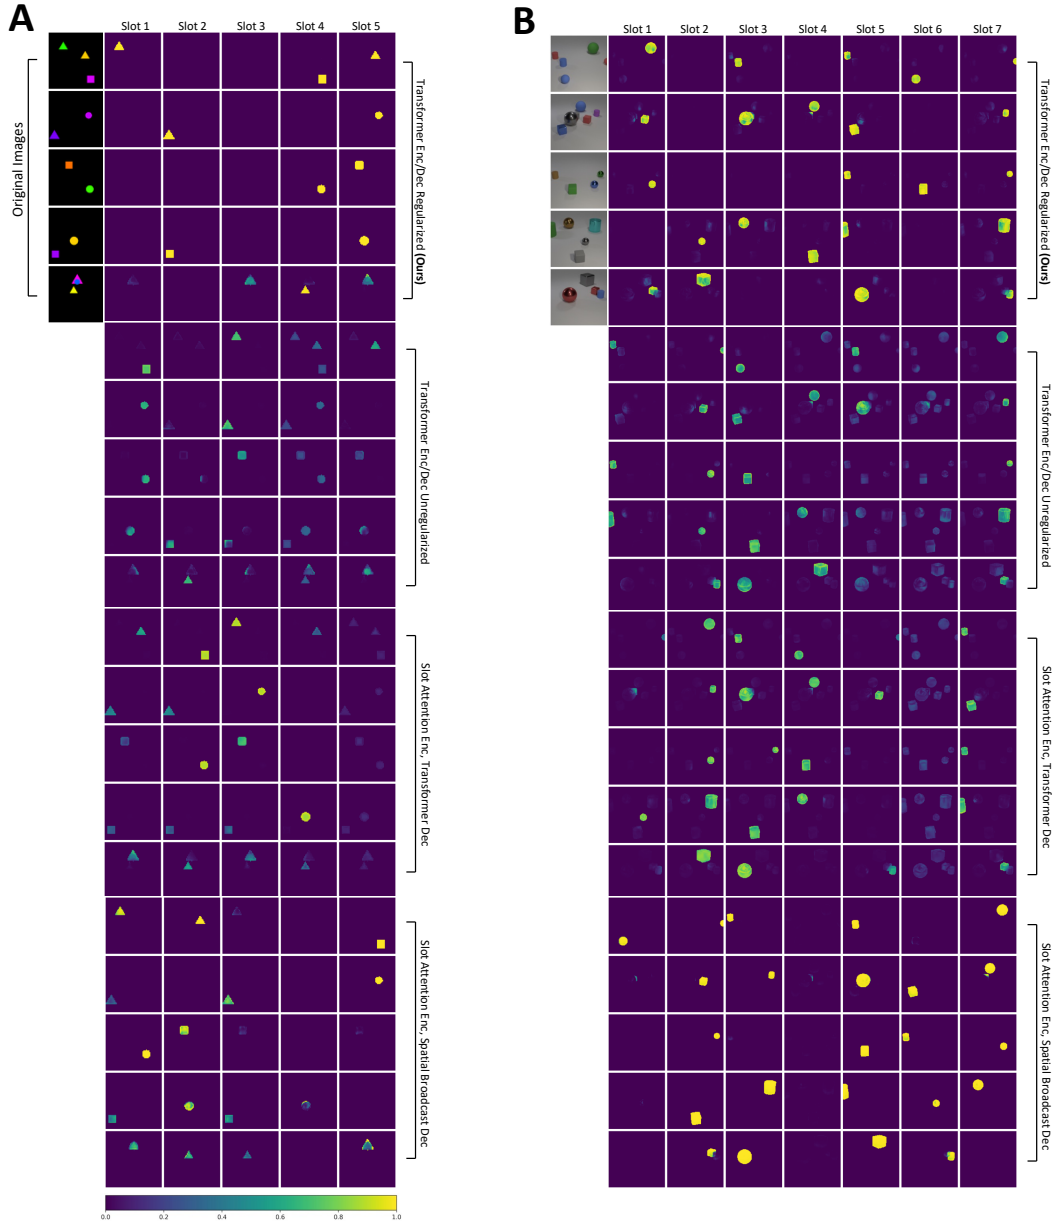 A
Slot 1 Slot 2 Slot 3 Slot 4 Slot 5
Original Images
Transformer Enc/Dec Regularized (Ours)
Transformer Enc/Dec Unregularized
Slot Attention Enc, Transformer Dec
Slot Attention Enc, Spatial Broadcast Dec
0.0 0.2 0.4 0.6 0.8 1.0
B
Slot 1 Slot 2 Slot 3 Slot 4 Slot 5 Slot 6 Slot 7
Transformer Enc/Dec Regularized (Ours)
Transformer Enc/Dec Unregularized
Slot Attention Enc, Transformer Dec
Slot Attention Enc, Spatial Broadcast Dec